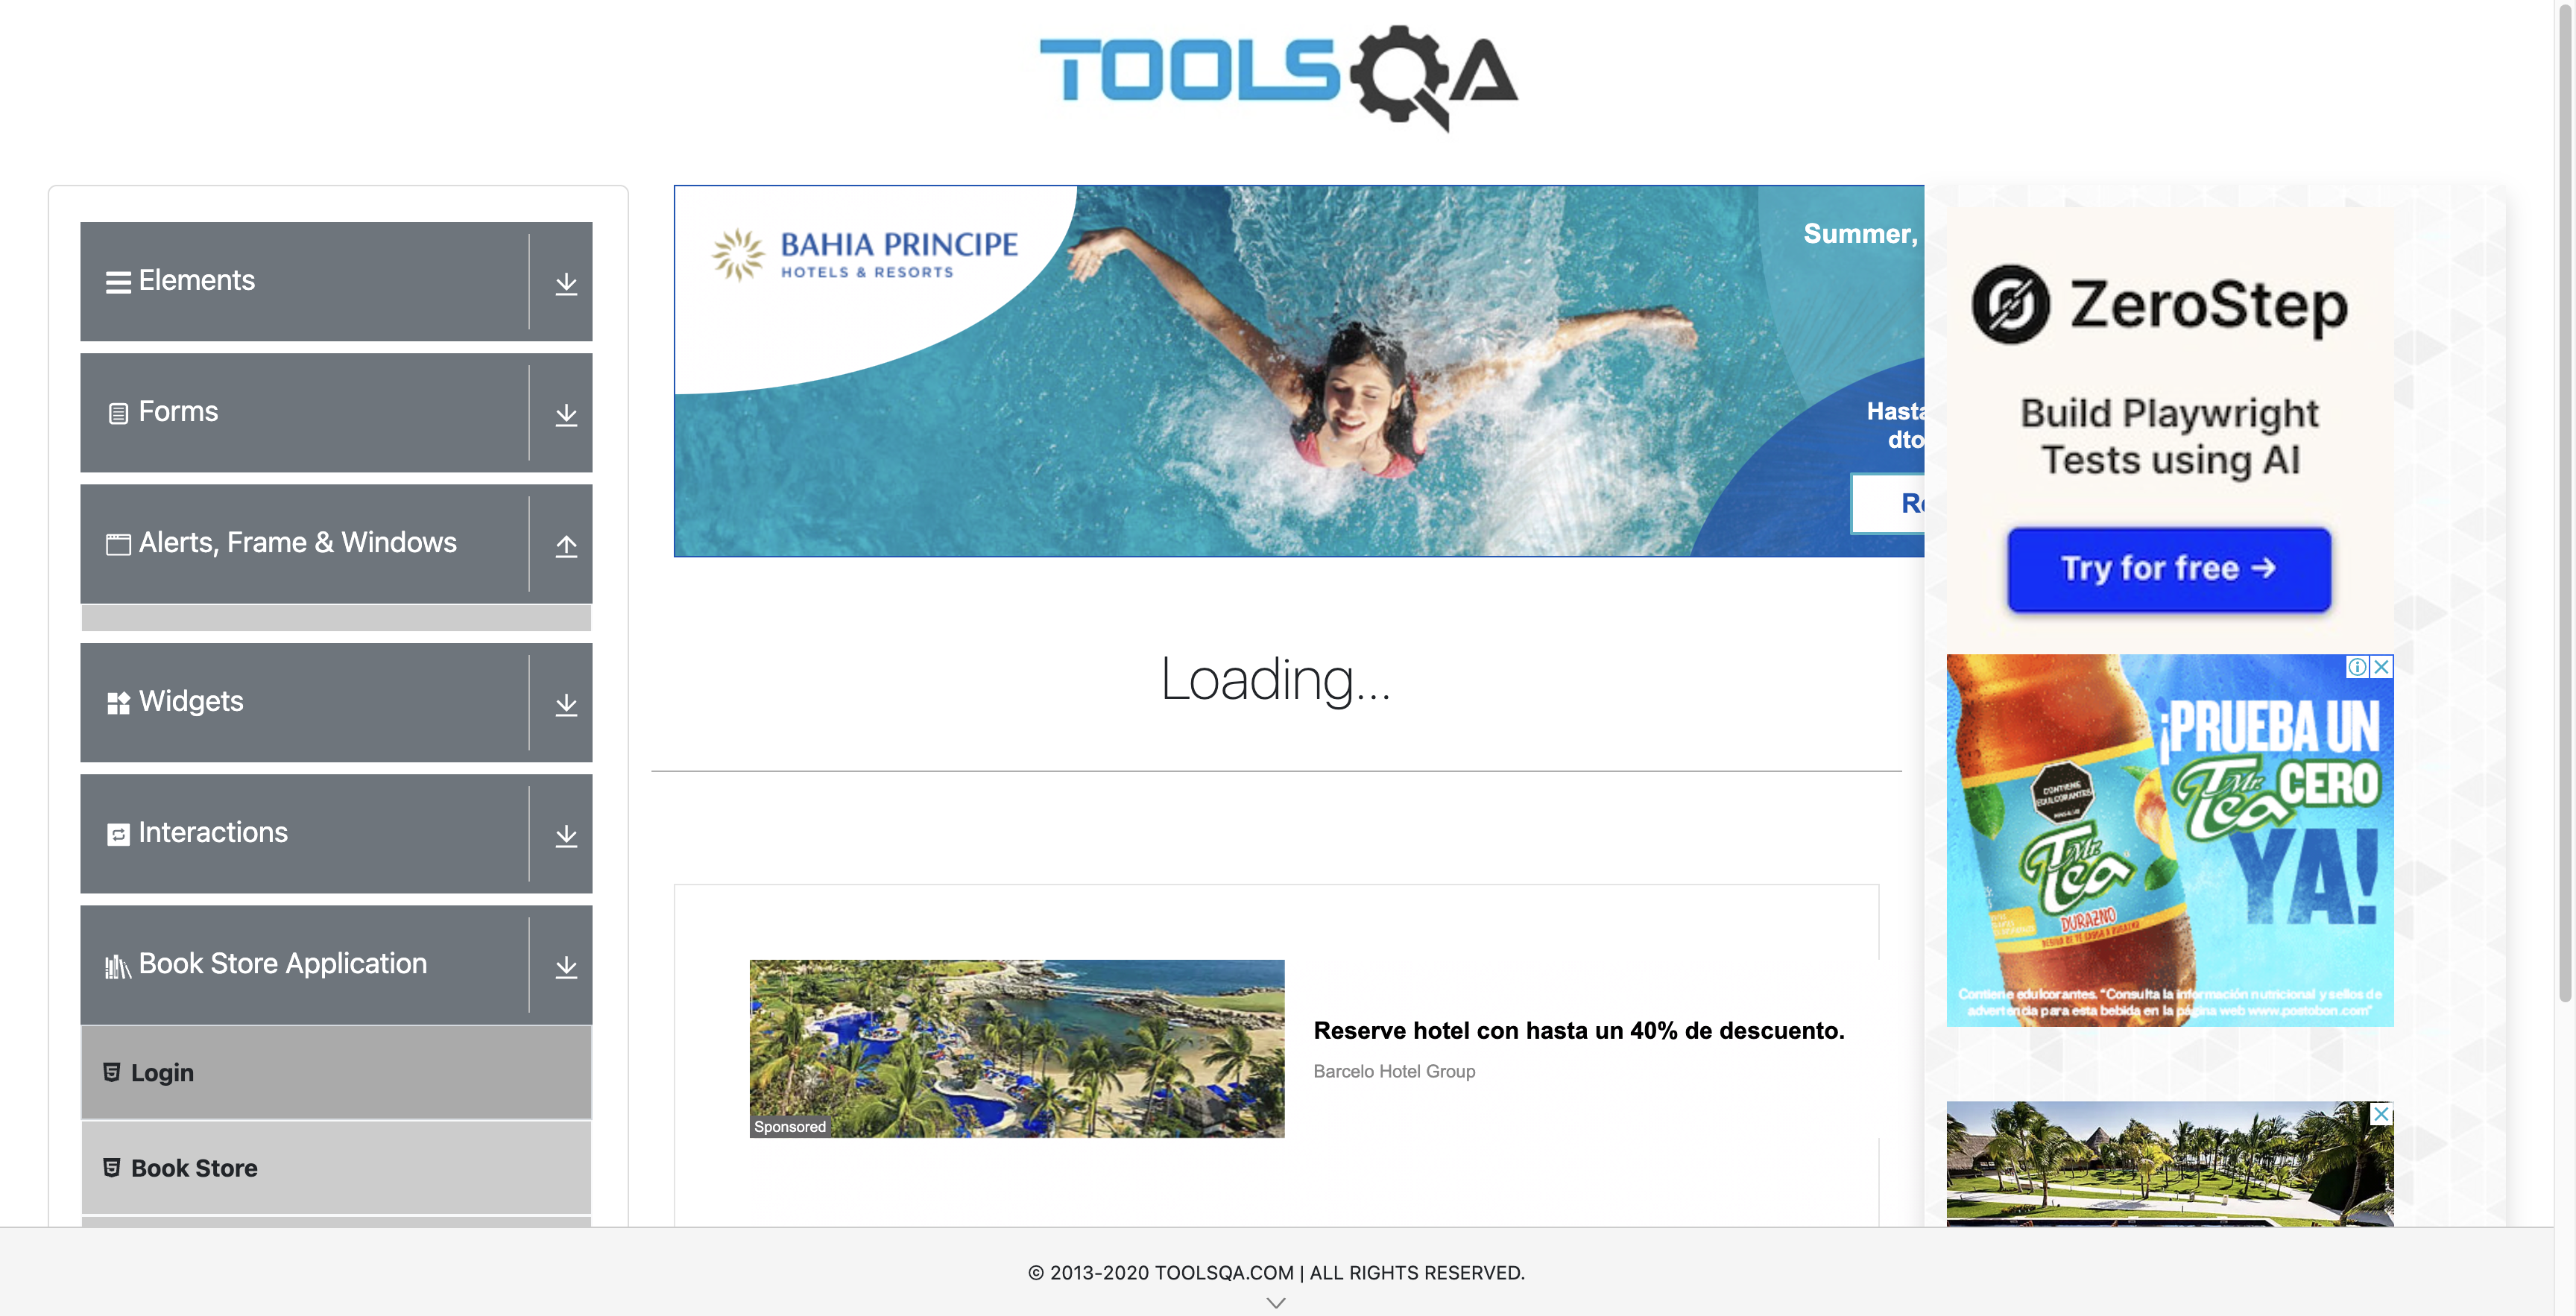 TOOLSQA
Elements
Forms
Alerts, Frame & Windows
Widgets
Interactions
Book Store Application
Login
Book Store
BAHIA PRINCIPE
HOTELS & RESORTS
Summer,
Hasta
dto
Loading...
Sponsored
Reserve hotel con hasta un 40% de descuento.
Barcelo Hotel Group
ZeroStep
Build Playwright
Tests using AI
Try for free →
¡PRUEBA UN
Mr. Tea CERO
YA!
CONTIENE
EDULCORANTES
Mr.
Tea
DURAZNO
Contiene edulcorantes. "Consulta la información nutricional y sellos de
advertencia para esta bebida en la página web www.postobon.com"
© 2013-2020 TOOLSQA.COM | ALL RIGHTS RESERVED.